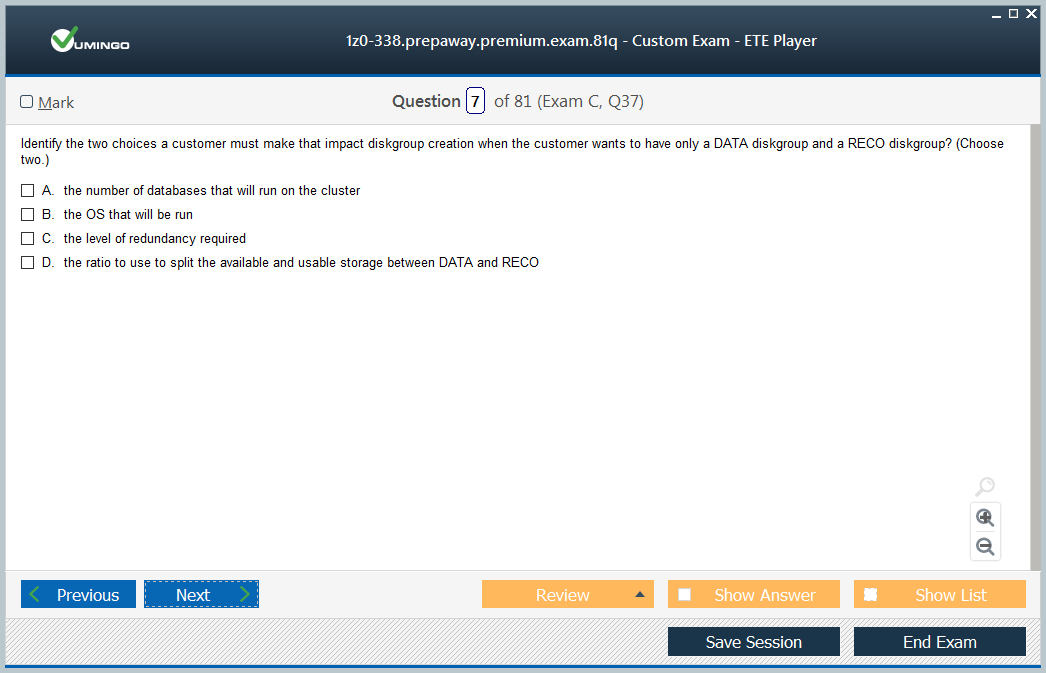 VUMINGO
1z0-338.prepaway.premium.exam.81q - Custom Exam - ETE Player
Mark
Question 7 of 81 (Exam C, Q37)
Identify the two choices a customer must make that impact diskgroup creation when the customer wants to have only a DATA diskgroup and a RECO diskgroup? (Choose
two.)
A. the number of databases that will run on the cluster
B. the OS that will be run
C. the level of redundancy required
D. the ratio to use to split the available and usable storage between DATA and RECO
Previous
Next
Review
Show Answer
Show List
Save Session
End Exam